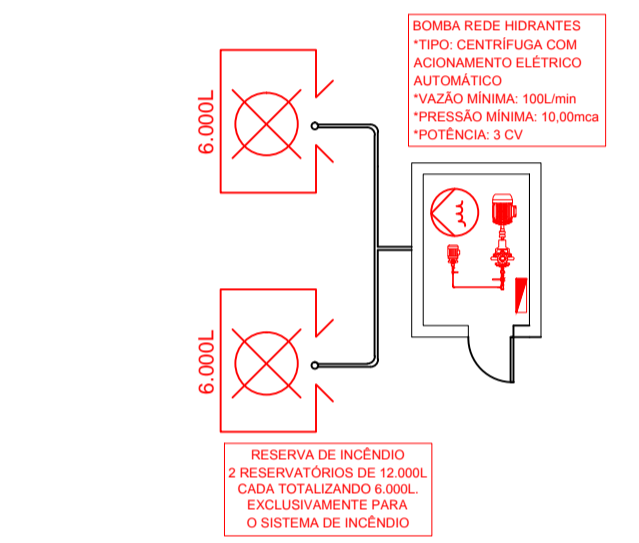 BOMBA REDE HIDRANTES
*TIPO: CENTRÍFUGA COM
ACIONAMENTO ELÉTRICO
AUTOMÁTICO
*VAZÃO MÍNIMA: 100L/min
*PRESSÃO MÍNIMA: 10,00mca
*POTÊNCIA: 3 CV
6.000L
6.000L
RESERVA DE INCÊNDIO
2 RESERVATÓRIOS DE 12.000L
CADA TOTALIZANDO 6.000L.
EXCLUSIVAMENTE PARA
O SISTEMA DE INCÊNDIO